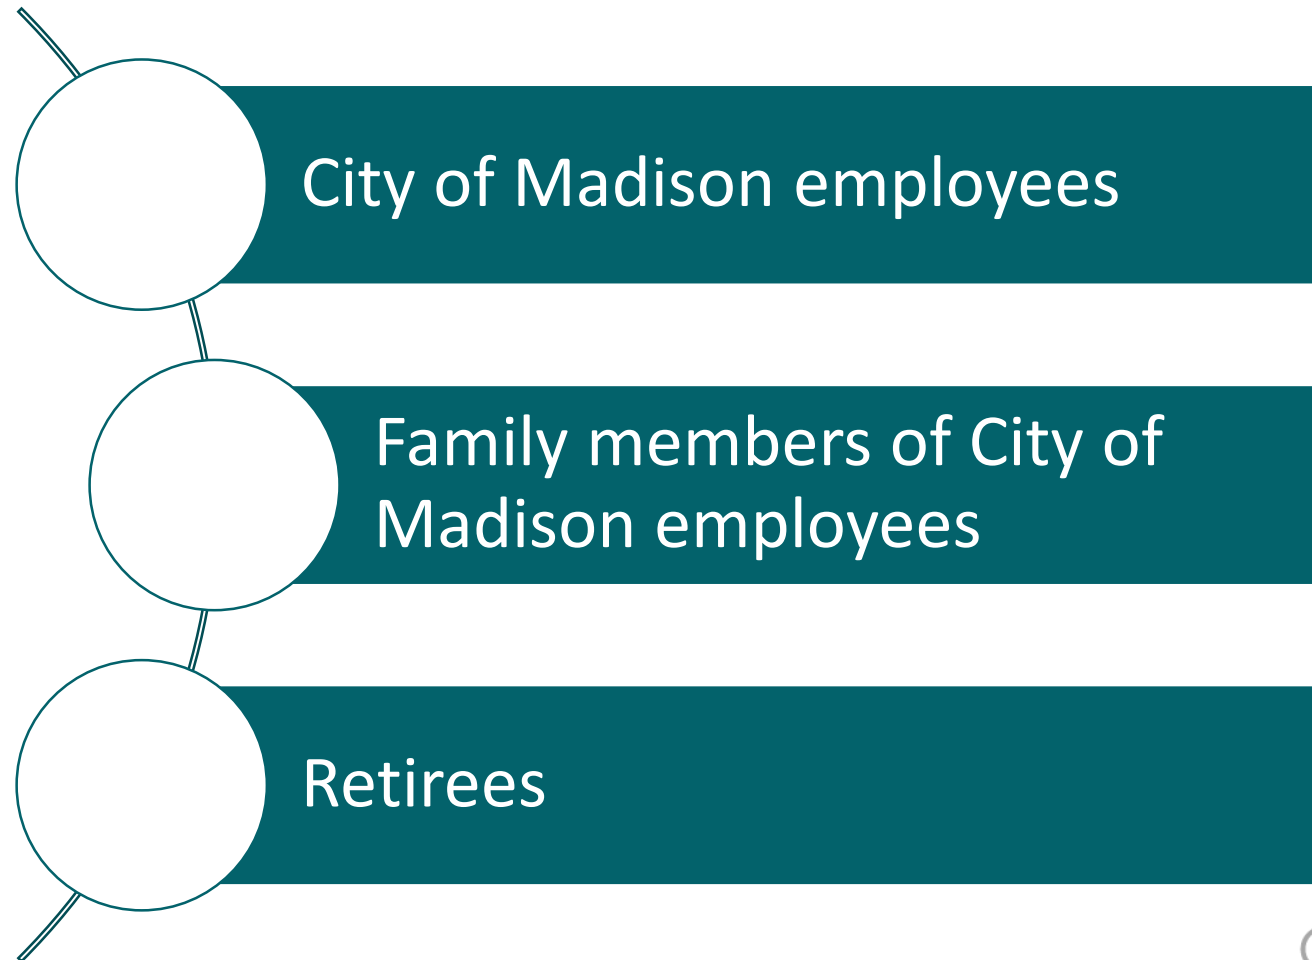 City of Madison employees
Family members of City of
Madison employees
Retirees